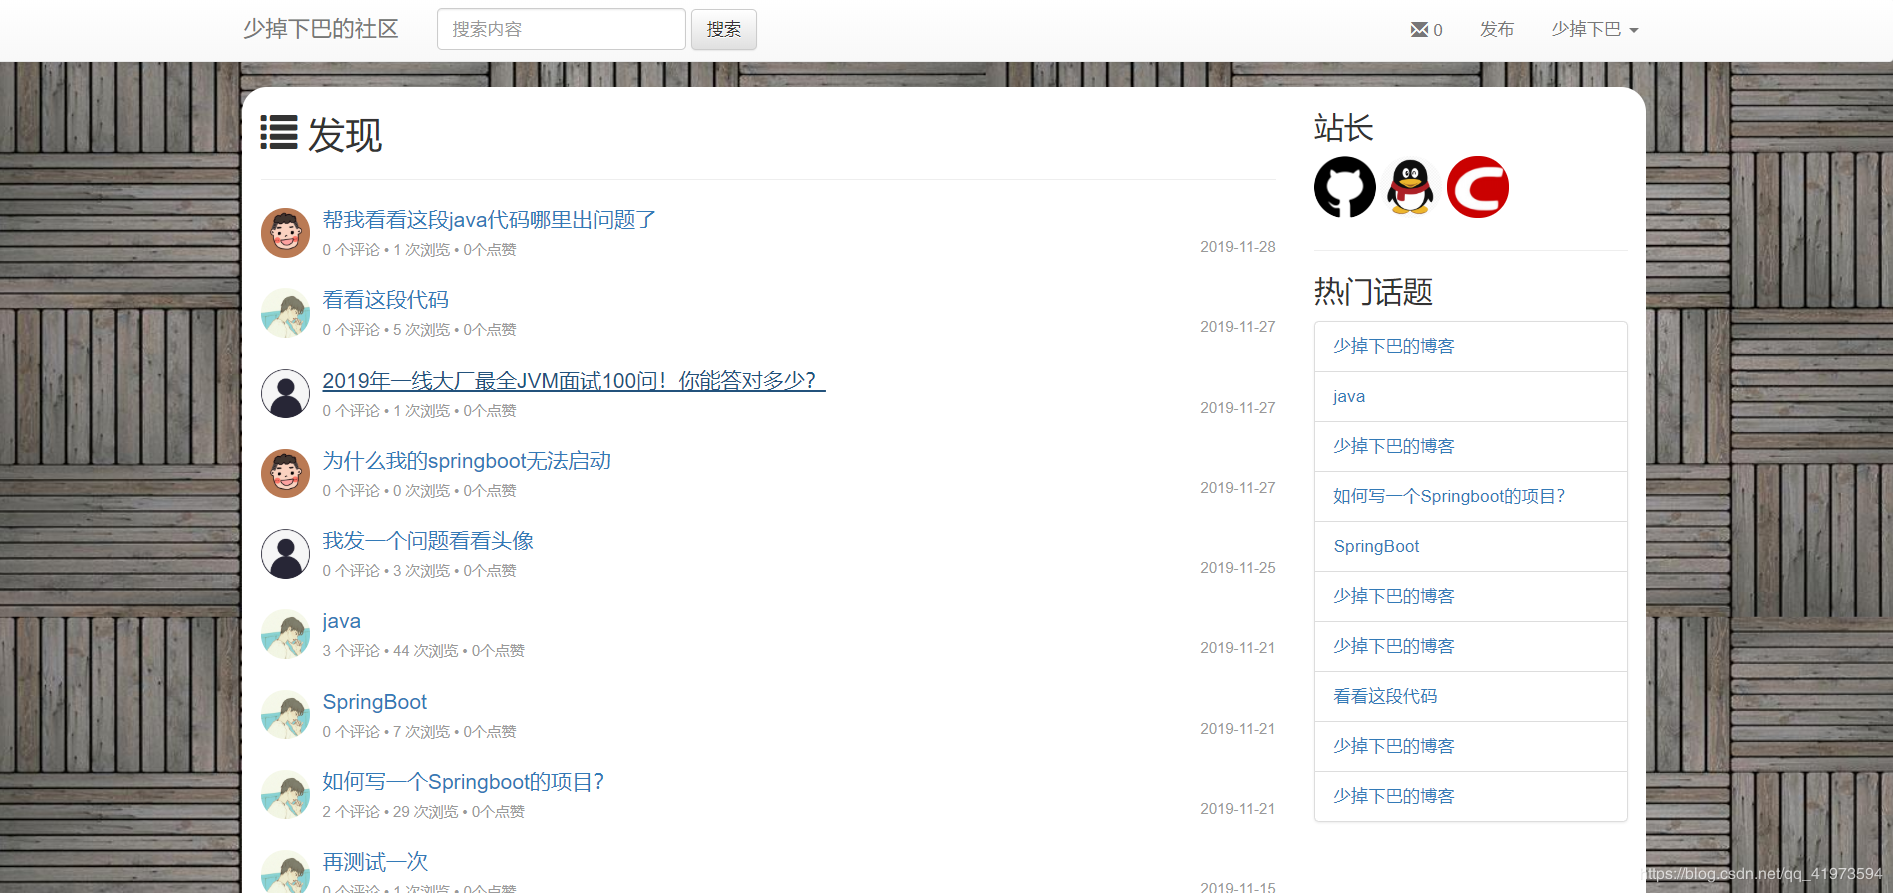 少掉下巴的社区
搜索内容
搜索
0
发布
少掉下巴
发现
帮我看看这段java代码哪里出问题了
0 个评论 • 1 次浏览 • 0个点赞
2019-11-28
看看这段代码
0 个评论 • 5 次浏览 • 0个点赞
2019-11-27
2019年一线大厂最全JVM面试100问！你能答对多少？
0 个评论 • 1 次浏览 • 0个点赞
2019-11-27
为什么我的springboot无法启动
0 个评论 • 0 次浏览 • 0个点赞
2019-11-27
我发一个问题看看头像
0 个评论 • 3 次浏览 • 0个点赞
2019-11-25
java
3 个评论 • 44 次浏览 • 0个点赞
2019-11-21
SpringBoot
0 个评论 • 7 次浏览 • 0个点赞
2019-11-21
如何写一个Springboot的项目?
2 个评论 • 29 次浏览 • 0个点赞
2019-11-21
再测试一次
0 个评论 • 1 次浏览 • 0个点赞
2019-11-15
站长
热门话题
少掉下巴的博客
java
少掉下巴的博客
如何写一个Springboot的项目?
SpringBoot
少掉下巴的博客
少掉下巴的博客
看看这段代码
少掉下巴的博客
少掉下巴的博客
https://blog.csdn.net/qq_41973594